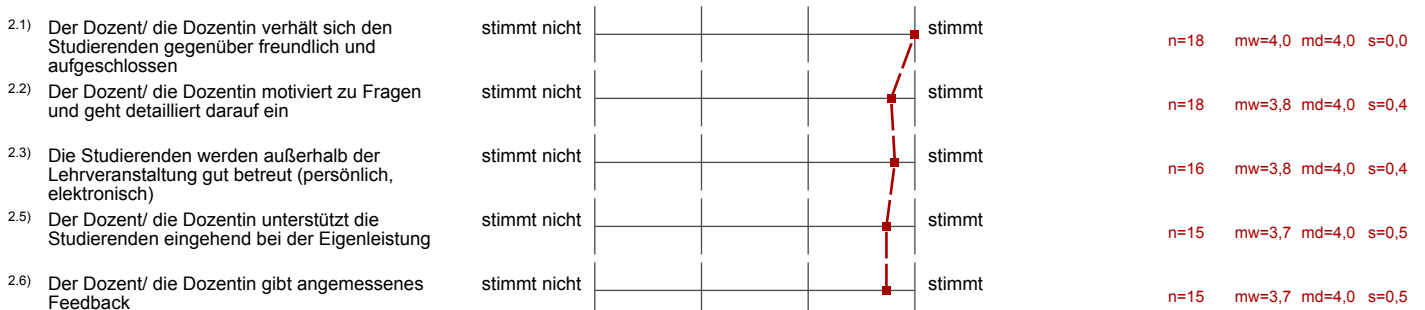 2.1) Der Dozent/ die Dozentin verhält sich den
Studierenden gegenüber freundlich und
aufgeschlossen
stimmt nicht stimmt
n=18 mw=4,0 md=4,0 s=0,0
2.2) Der Dozent/ die Dozentin motiviert zu Fragen
und geht detailliert darauf ein
stimmt nicht stimmt
n=18 mw=3,8 md=4,0 s=0,4
2.3) Die Studierenden werden außerhalb der
Lehrveranstaltung gut betreut (persönlich,
elektronisch)
stimmt nicht stimmt
n=16 mw=3,8 md=4,0 s=0,4
2.5) Der Dozent/ die Dozentin unterstützt die
Studierenden eingehend bei der Eigenleistung
stimmt nicht stimmt
n=15 mw=3,7 md=4,0 s=0,5
2.6) Der Dozent/ die Dozentin gibt angemessenes
Feedback
stimmt nicht stimmt
n=15 mw=3,7 md=4,0 s=0,5